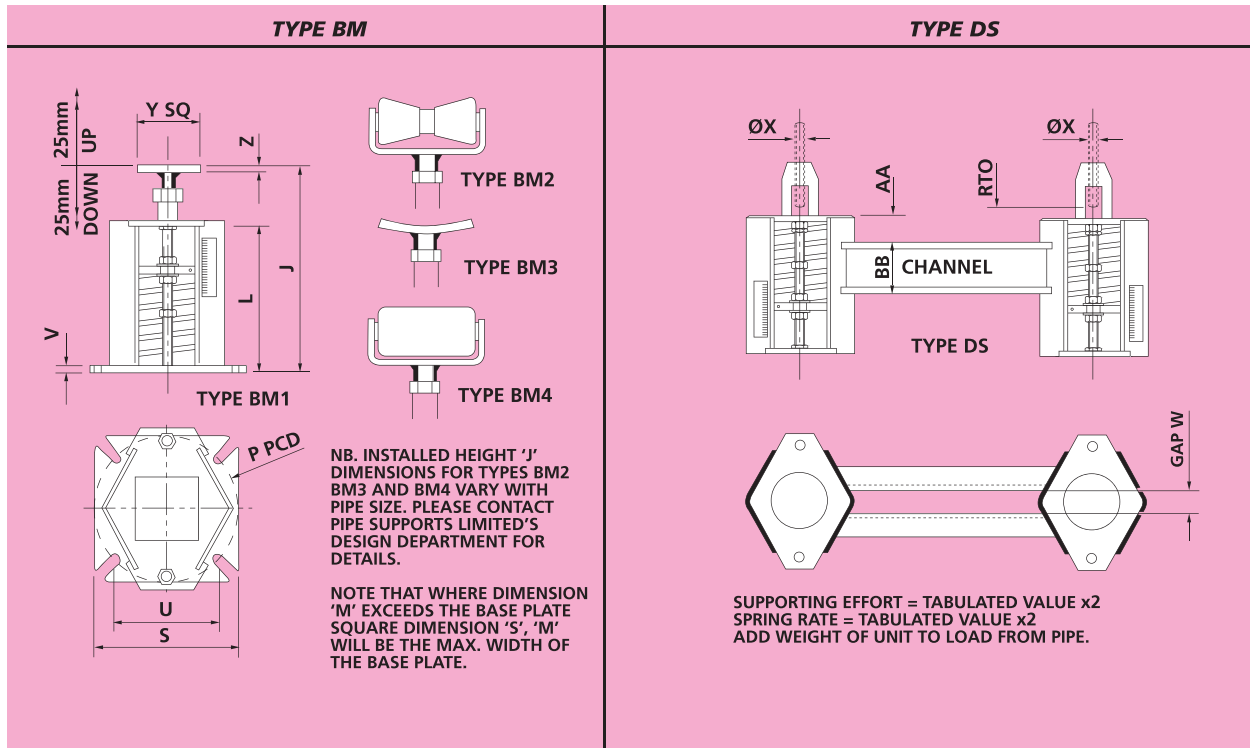 TYPE BM
25mm
UP
25mm
DOWN
Y SQ
Z
J
L
V
TYPE BM1
TYPE BM2
TYPE BM3
TYPE BM4
P PCD
U
S
NB. INSTALLED HEIGHT ‘J’
DIMENSIONS FOR TYPES BM2
BM3 AND BM4 VARY WITH
PIPE SIZE. PLEASE CONTACT
PIPE SUPPORTS LIMITED’S
DESIGN DEPARTMENT FOR
DETAILS.
NOTE THAT WHERE DIMENSION
‘M’ EXCEEDS THE BASE PLATE
SQUARE DIMENSION ‘S’, ‘M’
WILL BE THE MAX. WIDTH OF
THE BASE PLATE.
TYPE DS
ØX
ØX
AA
RTO
BB
CHANNEL
TYPE DS
GAP W
SUPPORTING EFFORT = TABULATED VALUE x2
SPRING RATE = TABULATED VALUE x2
ADD WEIGHT OF UNIT TO LOAD FROM PIPE.